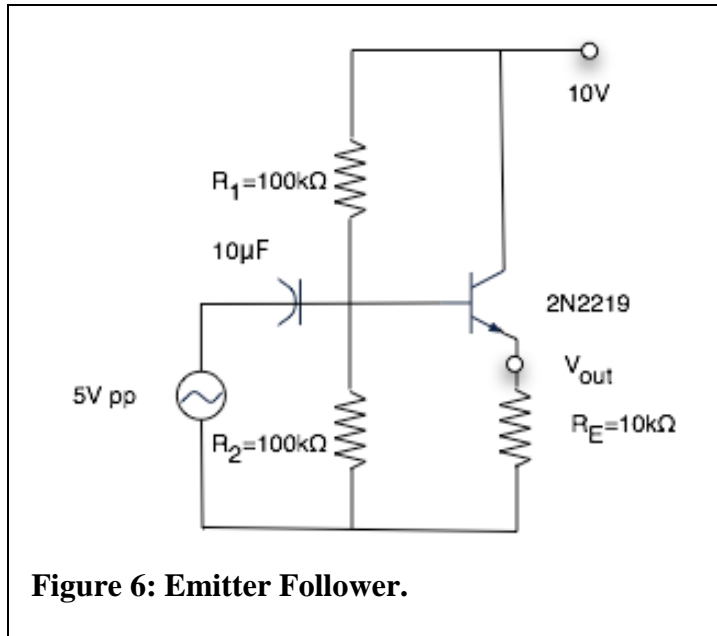 10V
R1=100kΩ
10µF
2N2219
Vout
5V pp
RE=10kΩ
R2=100kΩ
Figure 6: Emitter Follower.